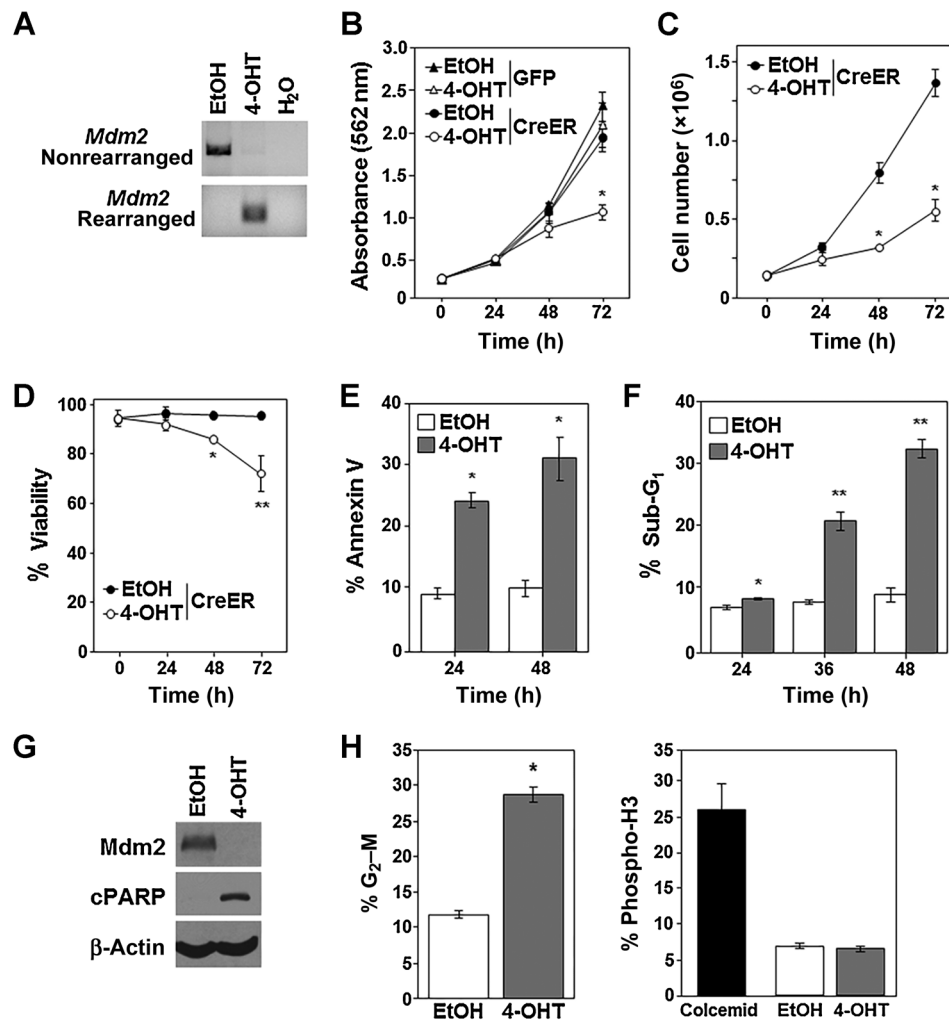 A
EtOH
4-OHT
H2O
Mdm2
Nonrearranged
Mdm2
Rearranged
B
Absorbance (562 nm)
3.0
2.5
2.0
1.5
1.0
0.5
0
EtOH
4-OHT
GFP
EtOH
4-OHT
CreER
*
0 24 48 72
Time (h)
C
Cell number (×10⁶)
1.5
1.0
0.5
0
EtOH
4-OHT
CreER
*
*
0 24 48 72
Time (h)
D
% Viability
100
80
60
40
20
0
*
**
EtOH
4-OHT
CreER
0 24 48 72
Time (h)
E
% Annexin V
40
30
20
10
0
EtOH
4-OHT
*
*
24 48
Time (h)
F
% Sub-G1
40
30
20
10
0
EtOH
4-OHT
*
**
**
24 36 48
Time (h)
G
EtOH
4-OHT
Mdm2
cPARP
β-Actin
H
% G2–M
35
30
25
20
15
10
5
0
*
EtOH 4-OHT
% Phospho-H3
35
30
25
20
15
10
5
0
Colcemid EtOH 4-OHT